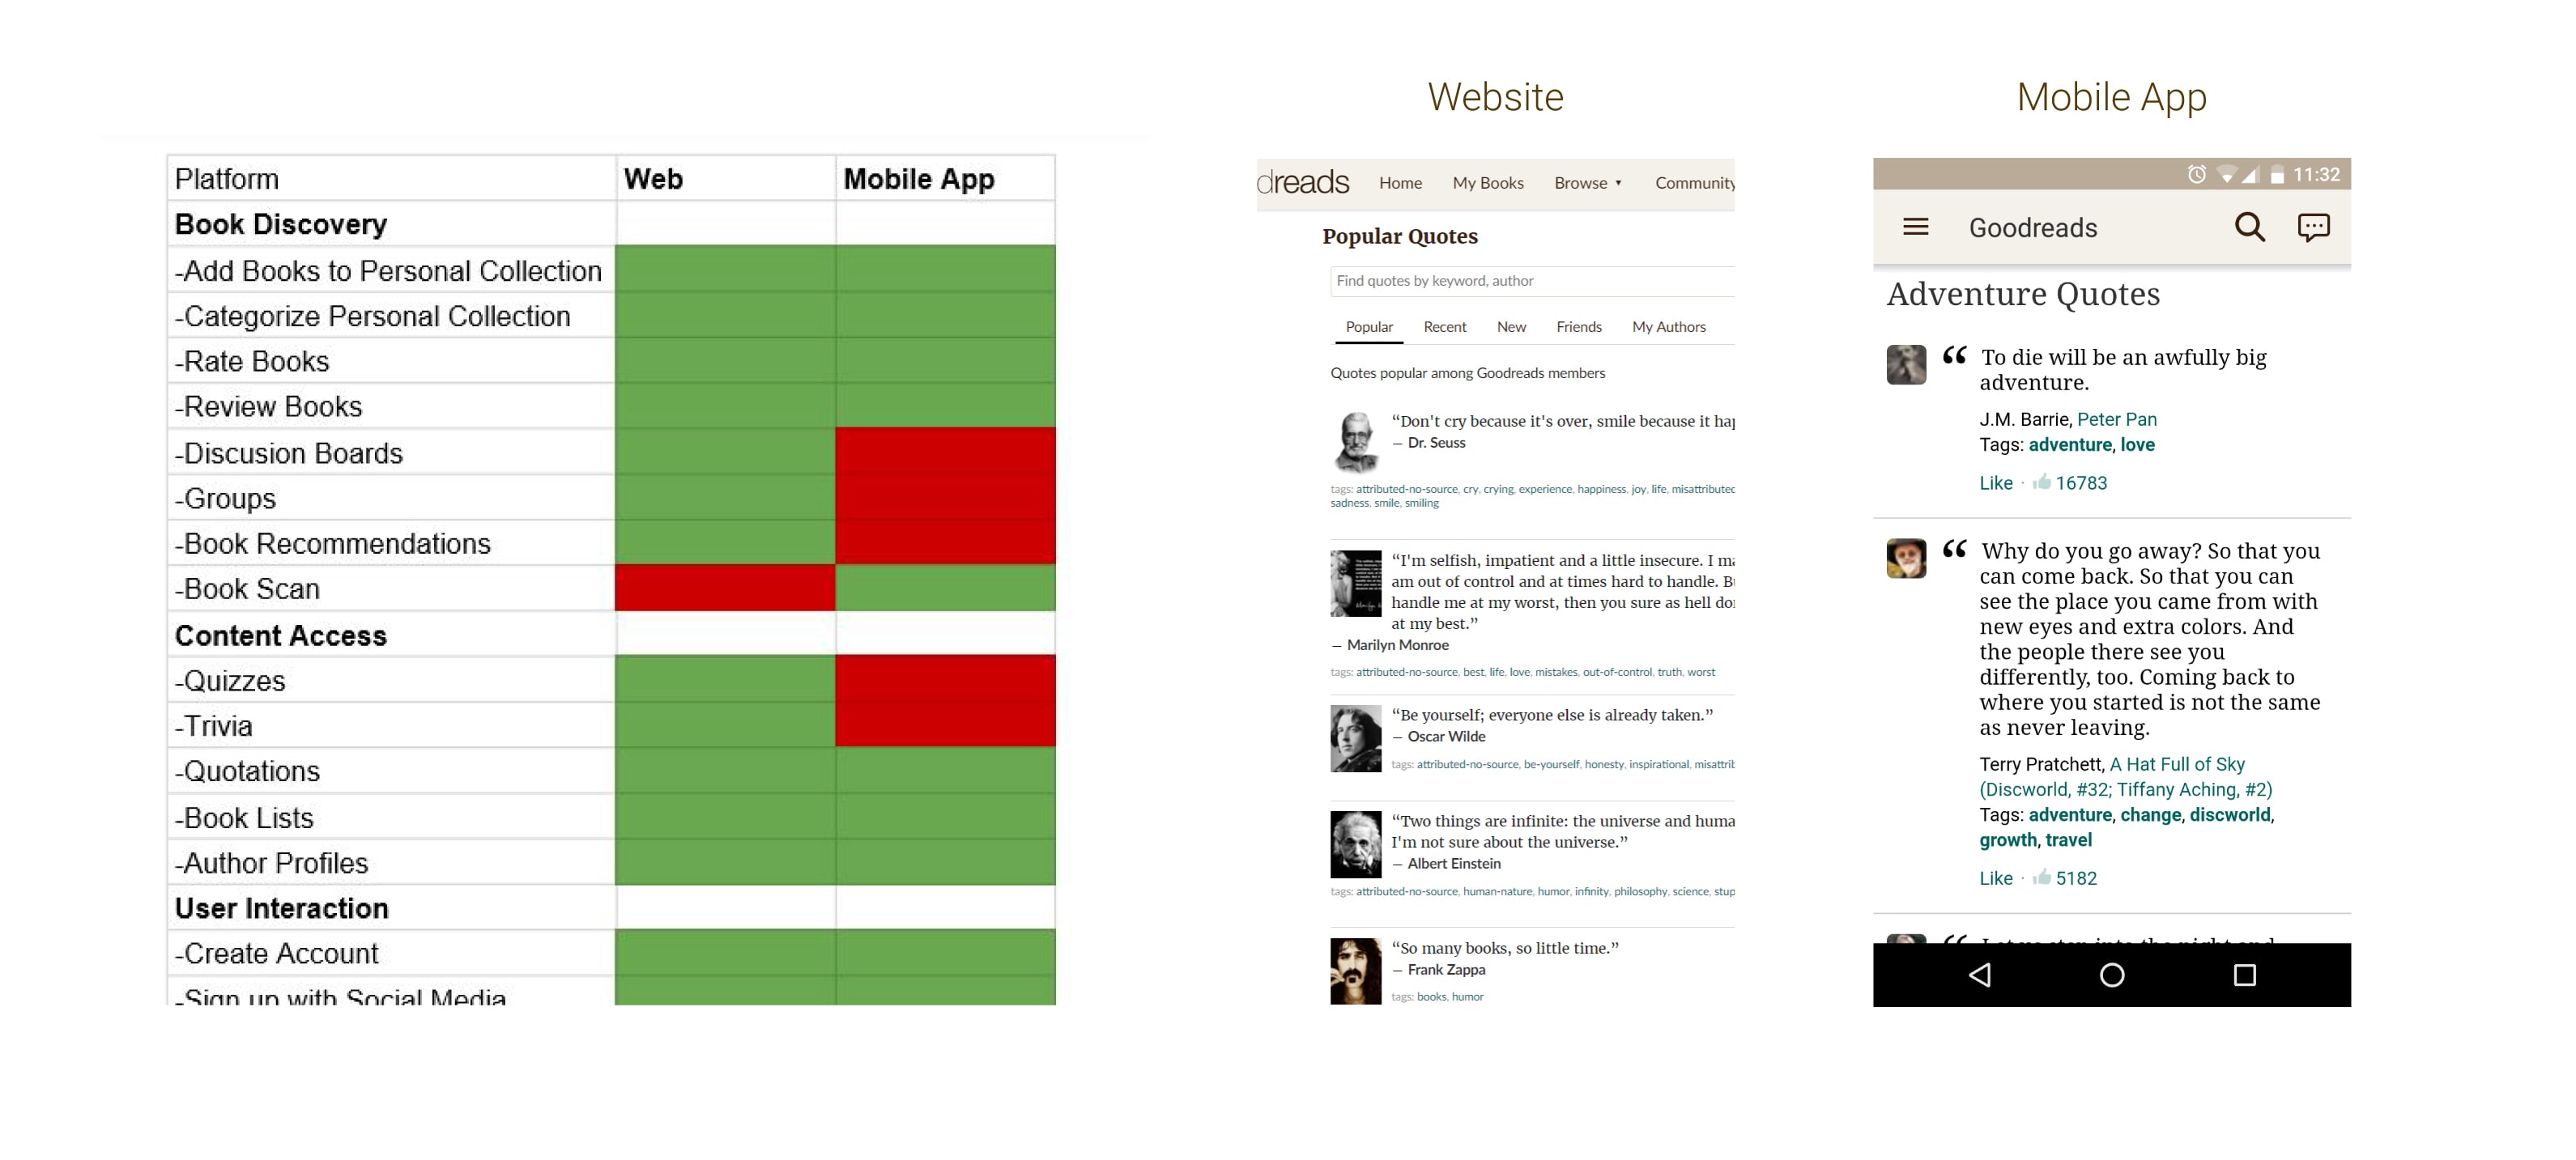 Platform Web Mobile App
Book Discovery
-Add Books to Personal Collection
-Categorize Personal Collection
-Rate Books
-Review Books
-Discusion Boards
-Groups
-Book Recommendations
-Book Scan
Content Access
-Quizzes
-Trivia
-Quotations
-Book Lists
-Author Profiles
User Interaction
-Create Account
-Sign up with Social Media
Website
dreads Home My Books Browse ▾ Community
Popular Quotes
Find quotes by keyword, author
Popular Recent New Friends My Authors
Quotes popular among Goodreads members
“Don't cry because it's over, smile because it hap
― Dr. Seuss
tags: attributed-no-source, cry, crying, experience, happiness, joy, life, misattributed
sadness, smile, smiling
“I'm selfish, impatient and a little insecure. I ma
am out of control and at times hard to handle. Bu
handle me at my worst, then you sure as hell do
at my best.”
― Marilyn Monroe
tags: attributed-no-source, best, life, love, mistakes, out-of-control, truth, worst
“Be yourself; everyone else is already taken.”
― Oscar Wilde
tags: attributed-no-source, be-yourself, honesty, inspirational, misattrib
“Two things are infinite: the universe and huma
I'm not sure about the universe.”
― Albert Einstein
tags: attributed-no-source, human-nature, humor, infinity, philosophy, science, stup
“So many books, so little time.”
― Frank Zappa
tags: books, humor
Mobile App
11:32
Goodreads
Adventure Quotes
“ To die will be an awfully big
adventure.
J.M. Barrie, Peter Pan
Tags: adventure, love
Like · 16783
“ Why do you go away? So that you
can come back. So that you can
see the place you came from with
new eyes and extra colors. And
the people there see you
differently, too. Coming back to
where you started is not the same
as never leaving.
Terry Pratchett, A Hat Full of Sky
(Discworld, #32; Tiffany Aching, #2)
Tags: adventure, change, discworld,
growth, travel
Like · 5182